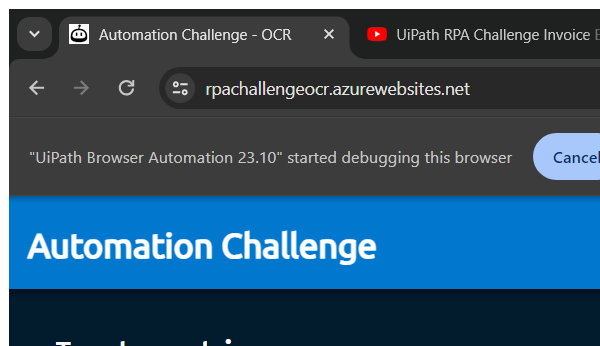 Automation Challenge - OCR
UiPath RPA Challenge Invoice E
rpachallengeocr.azurewebsites.net
"UiPath Browser Automation 23.10" started debugging this browser
Cancel
Automation Challenge